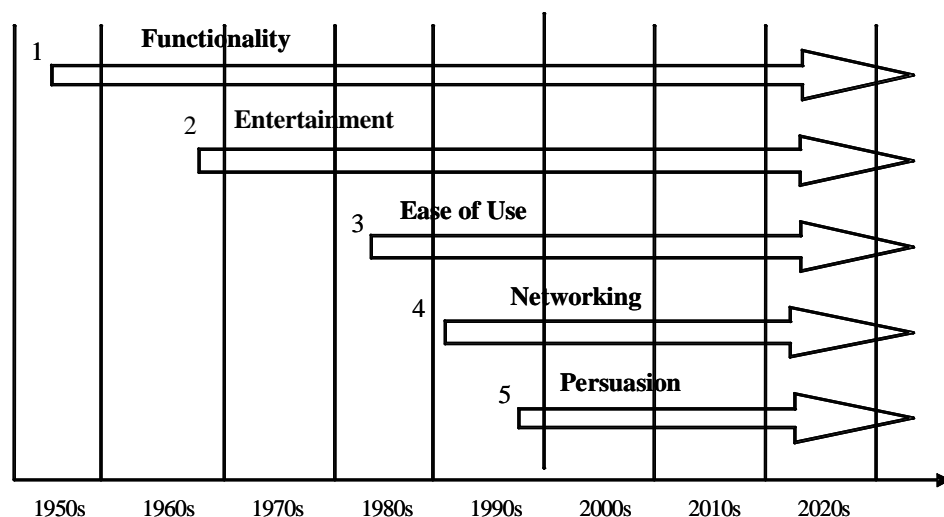 Functionality
1
Entertainment
2
Ease of Use
3
Networking
4
Persuasion
5
1950s 1960s 1970s 1980s 1990s 2000s 2010s 2020s